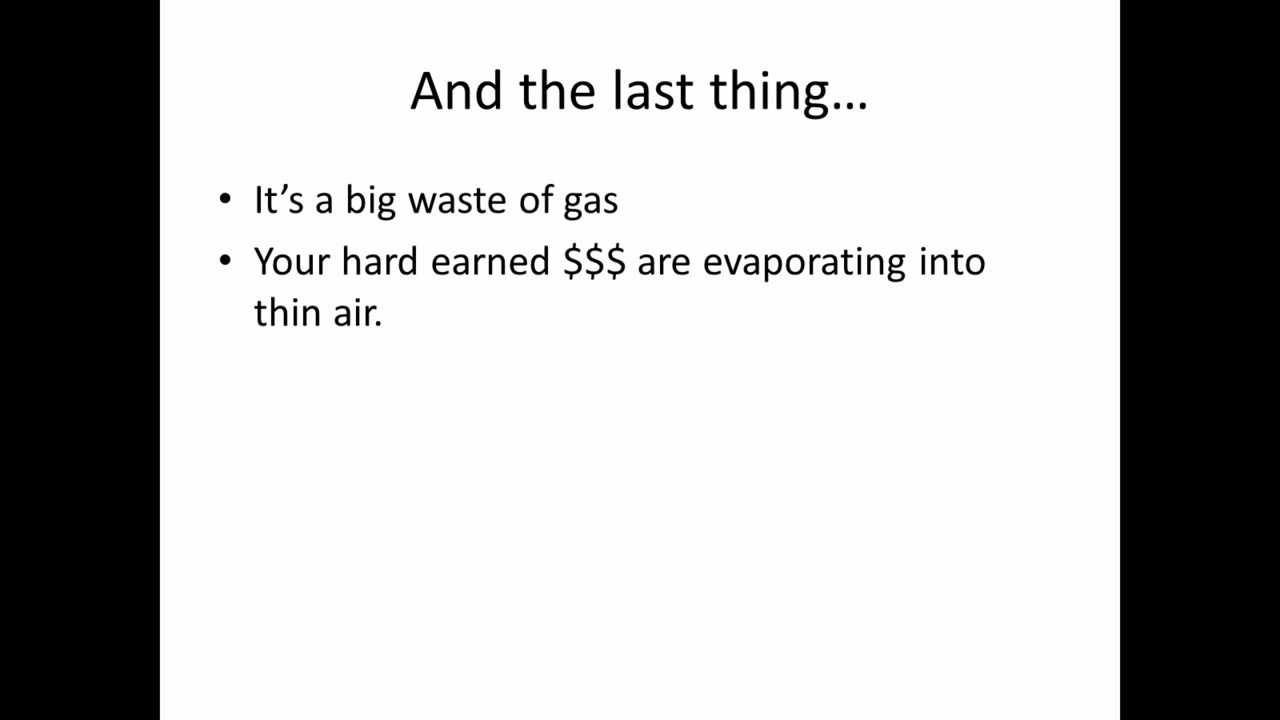 And the last thing…
• It’s a big waste of gas
• Your hard earned $$$ are evaporating into
thin air.